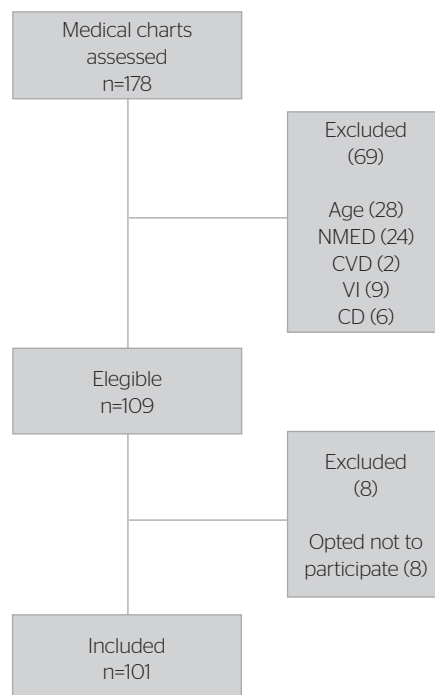 Medical charts
assessed
n=178
Excluded
(69)
Age (28)
NMED (24)
CVD (2)
VI (9)
CD (6)
Elegible
n=109
Excluded
(8)
Opted not to
participate (8)
Included
n=101